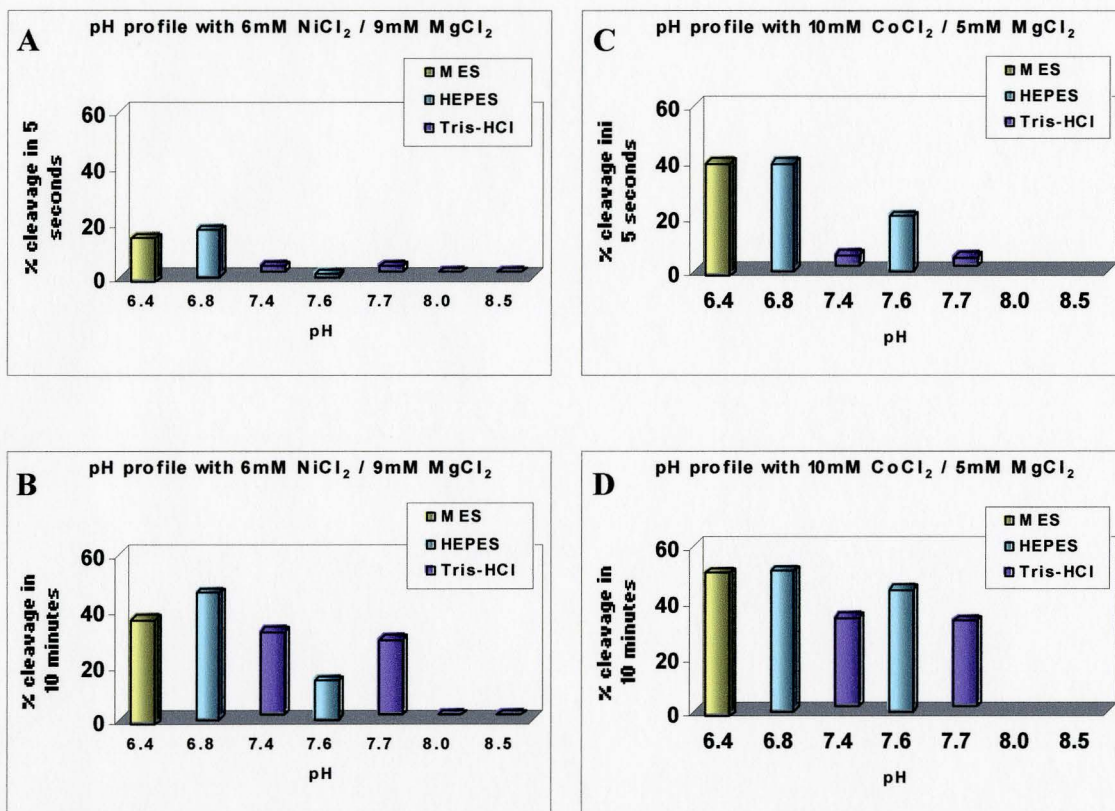 A
pH profile with 6mM NiCl₂ / 9mM MgCl₂
MES
HEPES
Tris-HCl
% cleavage in 5
seconds
60
40
20
0
6.4 6.8 7.4 7.6 7.7 8.0 8.5
pH
C
pH profile with 10mM CoCl₂ / 5mM MgCl₂
MES
HEPES
Tris-HCl
% cleavage ini
5 seconds
60
40
20
0
6.4 6.8 7.4 7.6 7.7 8.0 8.5
pH
B
pH profile with 6mM NiCl₂ / 9mM MgCl₂
MES
HEPES
Tris-HCl
% cleavage in
10 minutes
60
40
20
0
6.4 6.8 7.4 7.6 7.7 8.0 8.5
pH
D
pH profile with 10mM CoCl₂ / 5mM MgCl₂
MES
HEPES
Tris-HCl
% cleavage in
10 minutes
60
40
20
0
6.4 6.8 7.4 7.6 7.7 8.0 8.5
pH